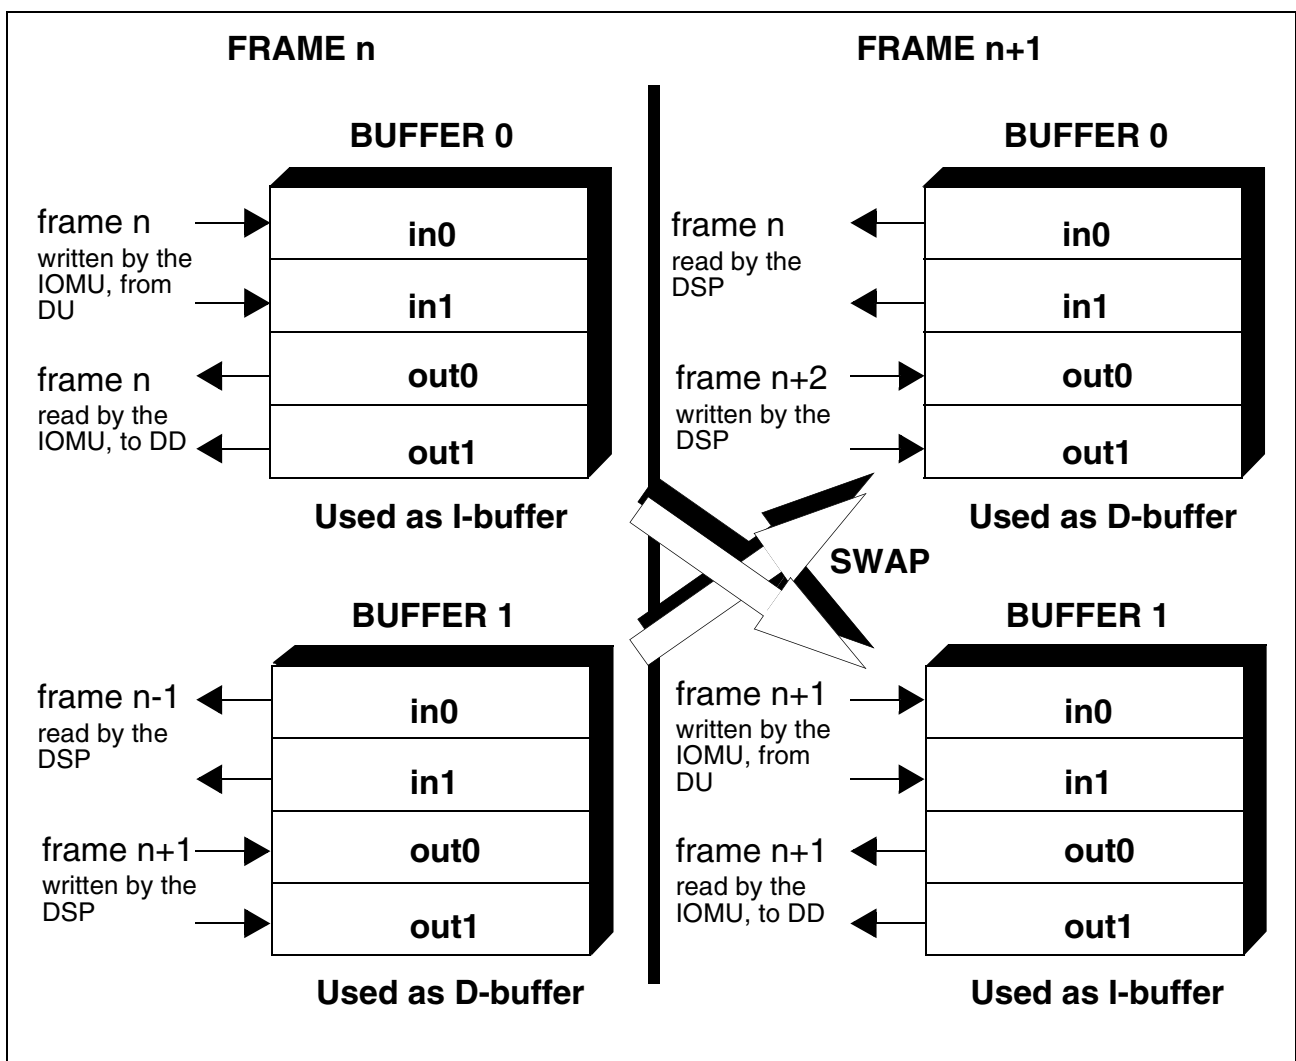 FRAME n
FRAME n+1
BUFFER 0
frame n
written by the
IOMU, from
DU
frame n
read by the
IOMU, to DD
in0
in1
out0
out1
Used as I-buffer
BUFFER 0
frame n
read by the
DSP
frame n+2
written by the
DSP
in0
in1
out0
out1
Used as D-buffer
SWAP
BUFFER 1
frame n-1
read by the
DSP
frame n+1
written by the
DSP
in0
in1
out0
out1
Used as D-buffer
BUFFER 1
frame n+1
written by the
IOMU, from
DU
frame n+1
read by the
IOMU, to DD
in0
in1
out0
out1
Used as I-buffer